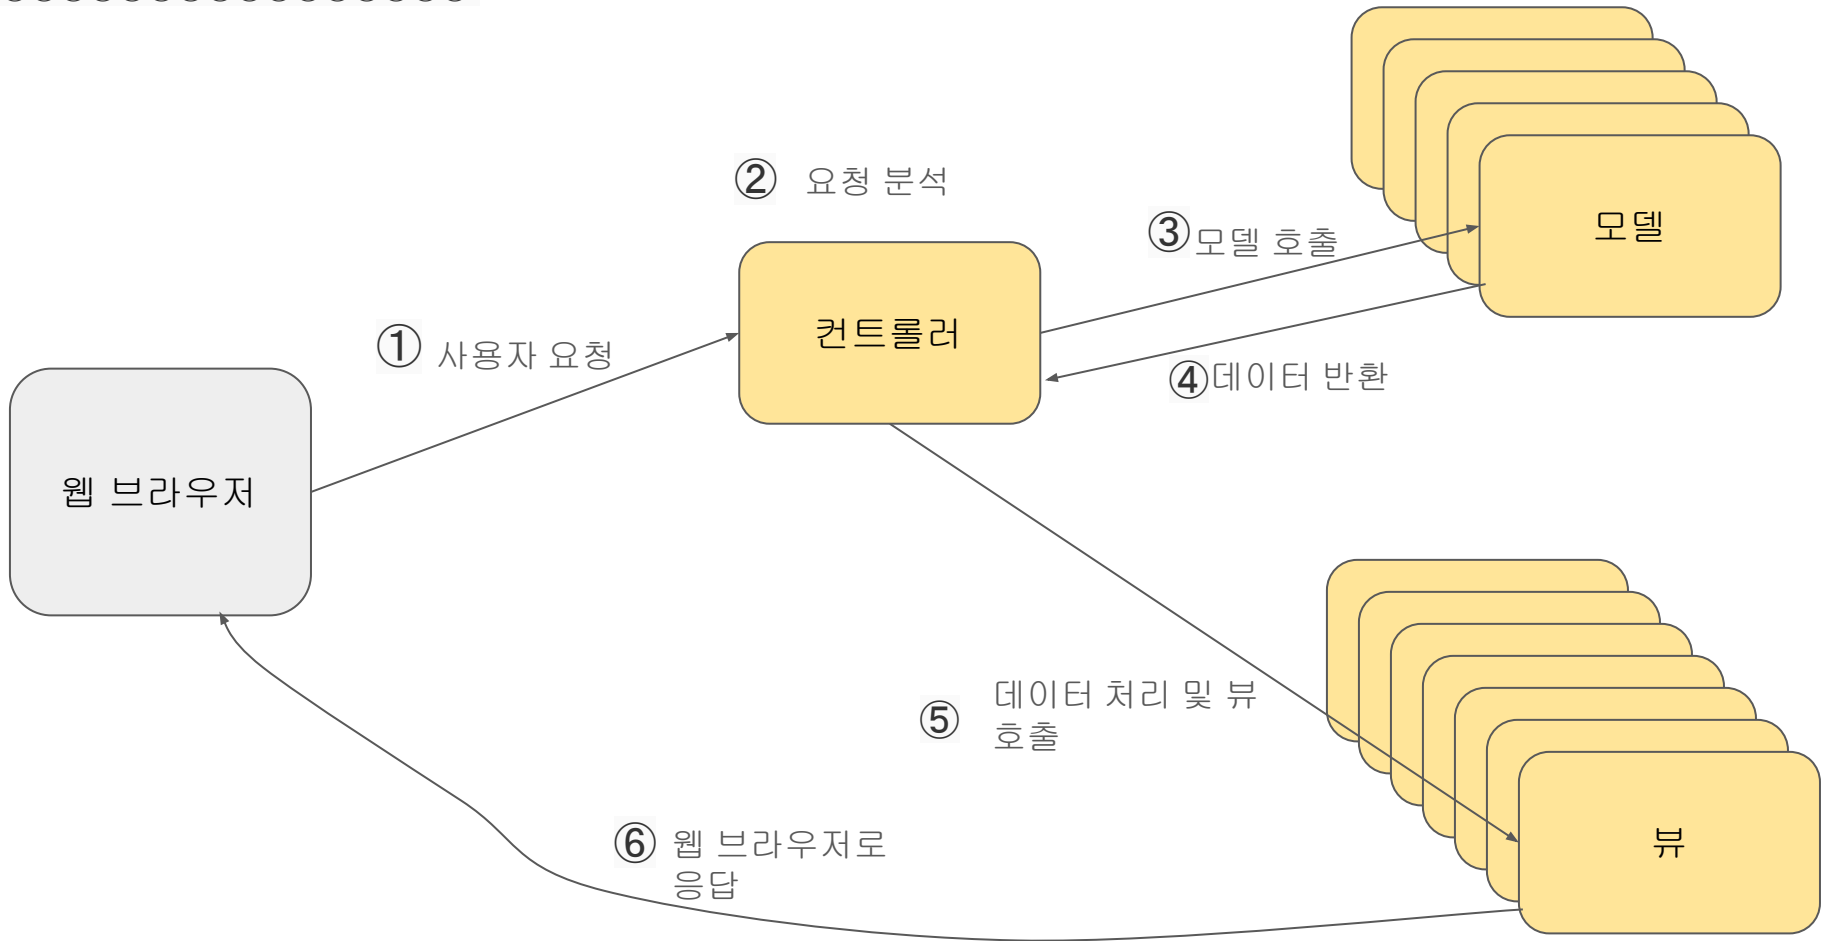 ② 요청 분석
③ 모델 호출
모델
컨트롤러
① 사용자 요청
④ 데이터 반환
웹 브라우저
⑤ 데이터 처리 및 뷰
호출
⑥ 웹 브라우저로
응답
뷰